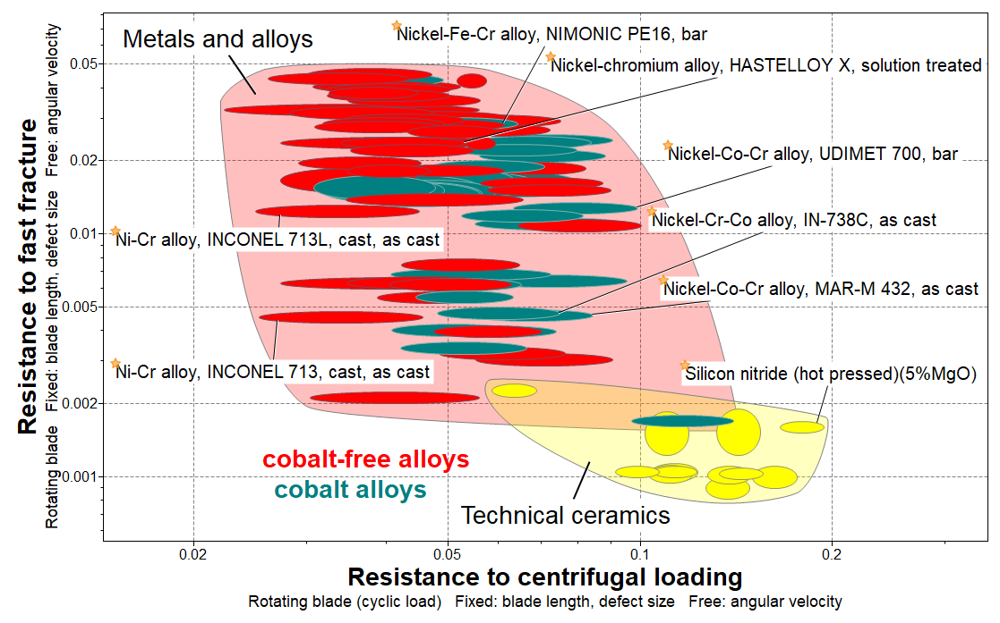 Nickel-Fe-Cr alloy, NIMONIC PE16, bar
Metals and alloys
Nickel-chromium alloy, HASTELLOY X, solution treated
0.05
Nickel-Co-Cr alloy, UDIMET 700, bar
0.02
Nickel-Cr-Co alloy, IN-738C, as cast
0.01
Ni-Cr alloy, INCONEL 713L, cast, as cast
Nickel-Co-Cr alloy, MAR-M 432, as cast
0.005
Ni-Cr alloy, INCONEL 713, cast, as cast
Silicon nitride (hot pressed)(5%MgO)
0.002
cobalt-free alloys
0.001
cobalt alloys
Technical ceramics
Resistance to fast fracture
Rotating blade Fixed: blade length, defect size Free: angular velocity
0.02
0.05
0.1
0.2
Resistance to centrifugal loading
Rotating blade (cyclic load) Fixed: blade length, defect size Free: angular velocity